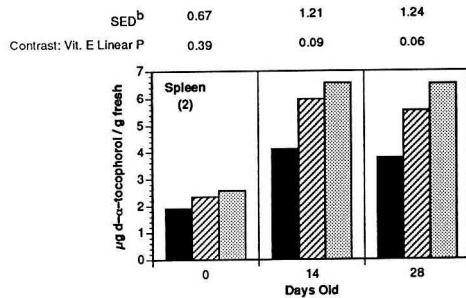 SEDb 0.67 1.21 1.24
Contrast: Vit. E Linear P 0.39 0.09 0.06
7
Spleen
(2)
6
5
4
3
2
1
0
µg d–α–tocophorol / g fresh
0 14 28
Days Old